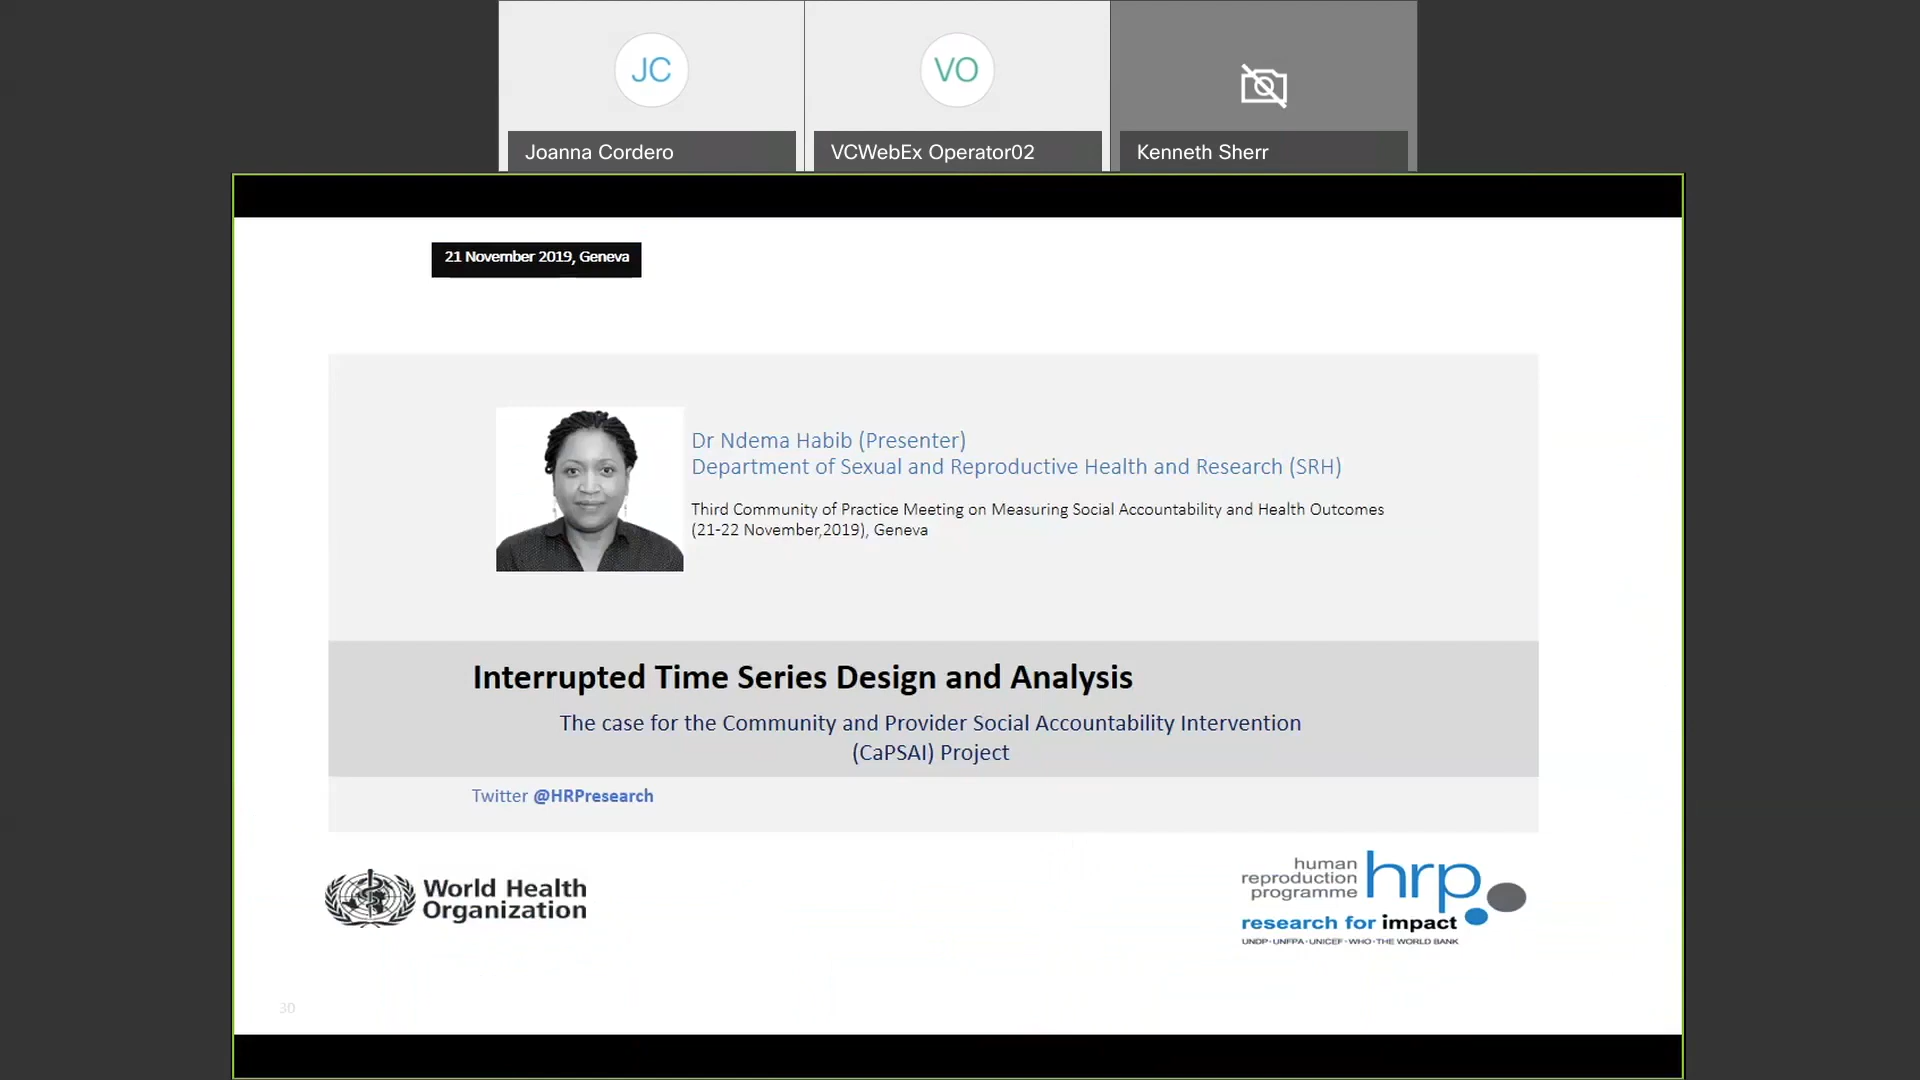 JC
VO
Joanna Cordero
VCWebEx Operator02
Kenneth Sherr
21 November 2019, Geneva
Dr Ndema Habib (Presenter)
Department of Sexual and Reproductive Health and Research (SRH)
Third Community of Practice Meeting on Measuring Social Accountability and Health Outcomes
(21-22 November,2019), Geneva
Interrupted Time Series Design and Analysis
The case for the Community and Provider Social Accountability Intervention
(CaPSAI) Project
Twitter @HRPresearch
World Health
Organization
human
reproduction
programme
hrp
research for impact
UNDP·UNFPA·UNICEF·WHO·THE WORLD BANK
30